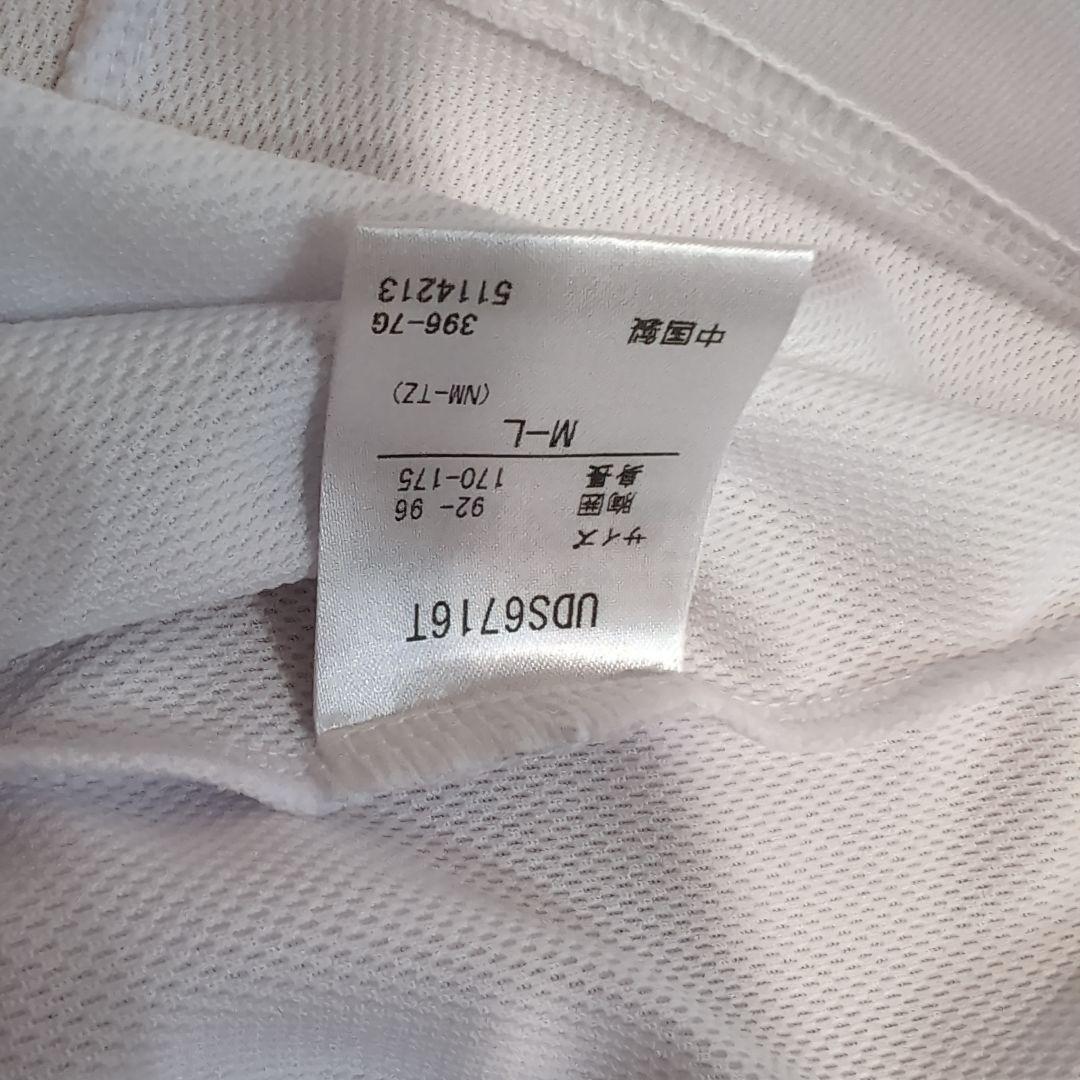 UDS6716T
サイズ
胸囲 92- 96
身長 170-175
M-L
(NM-TZ)
中国製 396-7G
5114213